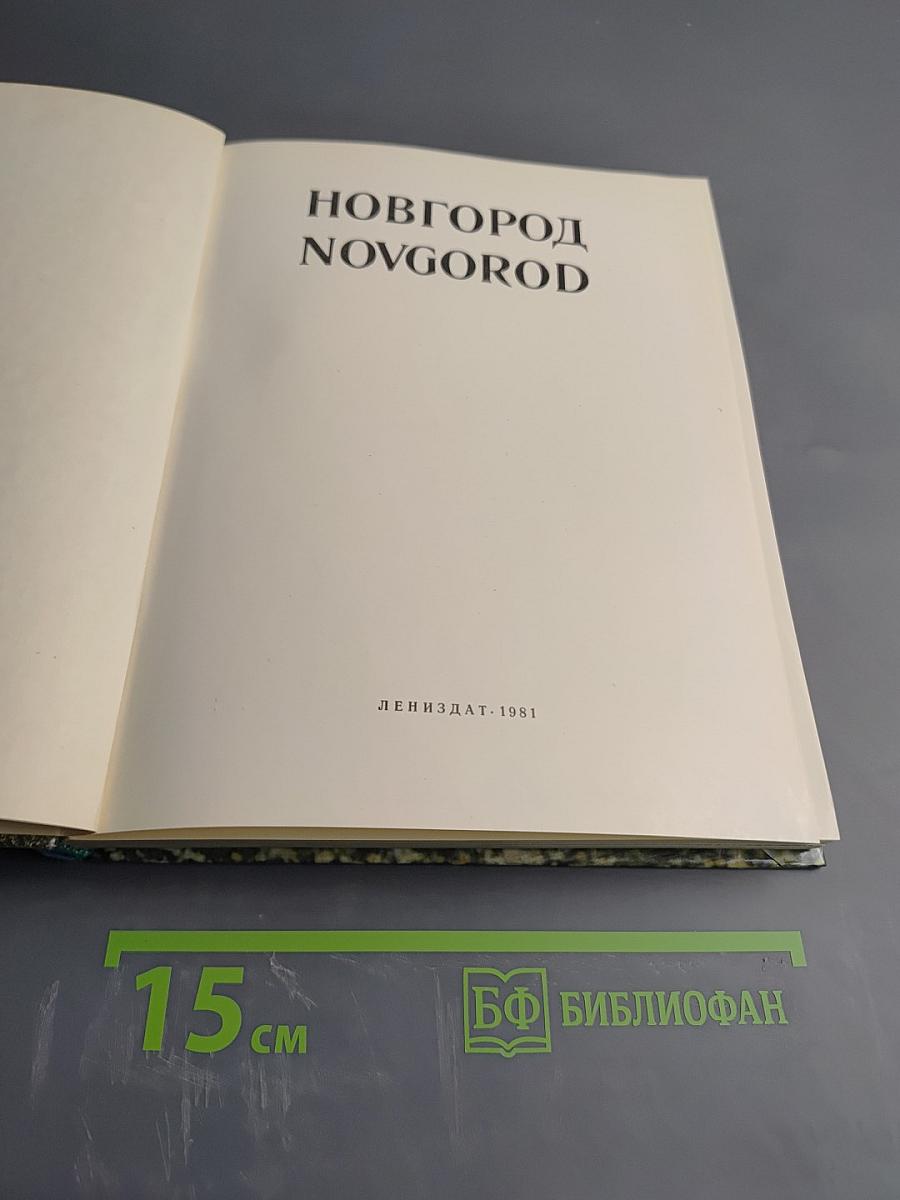 НОВГОРОД
NOVGOROD
ЛЕНИЗДАТ · 1981
15 см
БФ БИБЛИОФАН